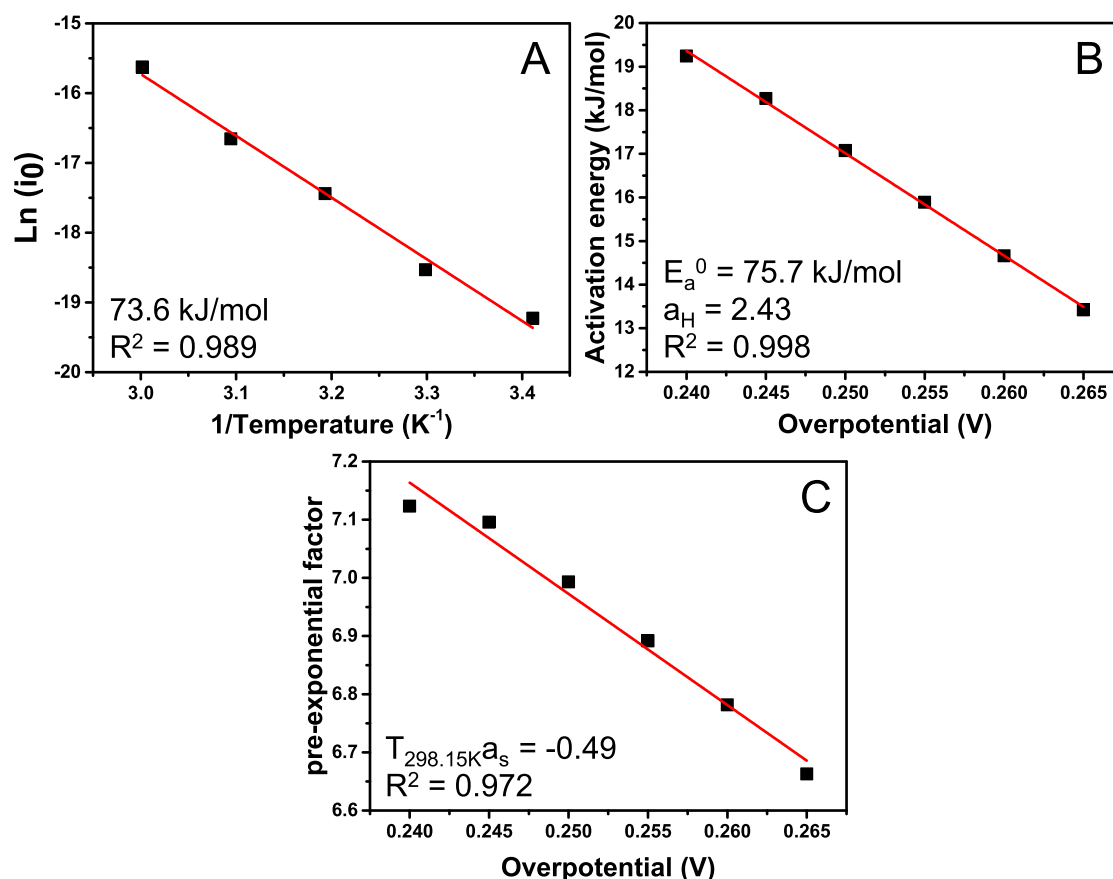 A
Ln (i0)
-15
-16
-17
-18
-19
-20
73.6 kJ/mol
R² = 0.989
3.0 3.1 3.2 3.3 3.4
1/Temperature (K⁻¹)
B
Activation energy (kJ/mol)
20
19
18
17
16
15
14
13
12
Eₐ⁰ = 75.7 kJ/mol
a_H = 2.43
R² = 0.998
0.240 0.245 0.250 0.255 0.260 0.265
Overpotential (V)
C
pre-exponential factor
7.2
7.1
7.0
6.9
6.8
6.7
6.6
T₂₉₈.₁₅ₖaₛ = -0.49
R² = 0.972
0.240 0.245 0.250 0.255 0.260 0.265
Overpotential (V)